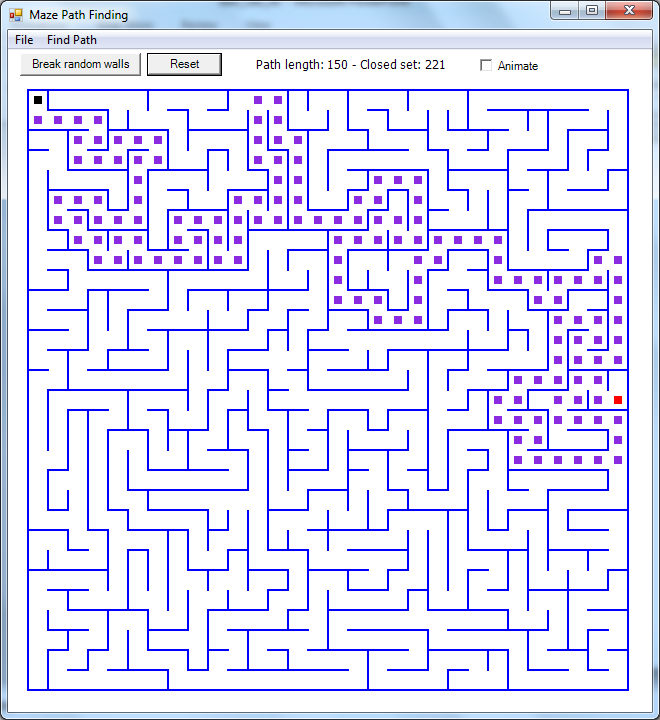 Maze Path Finding
File Find Path
Break random walls Reset Path length: 150 - Closed set: 221 Animate